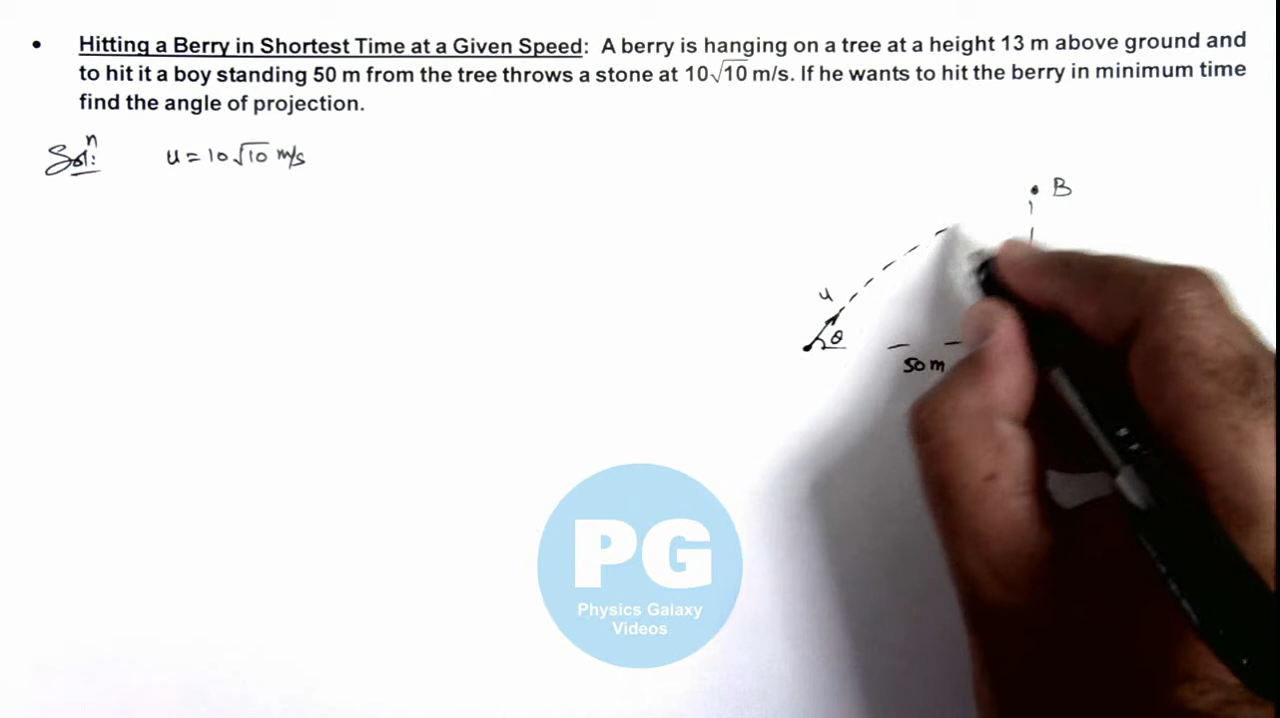 • Hitting a Berry in Shortest Time at a Given Speed: A berry is hanging on a tree at a height 13 m above ground and
to hit it a boy standing 50 m from the tree throws a stone at 10√10 m/s. If he wants to hit the berry in minimum time
find the angle of projection.
Solⁿ: u = 10√10 m/s
B
u
θ
50 m
PG
Physics Galaxy
Videos